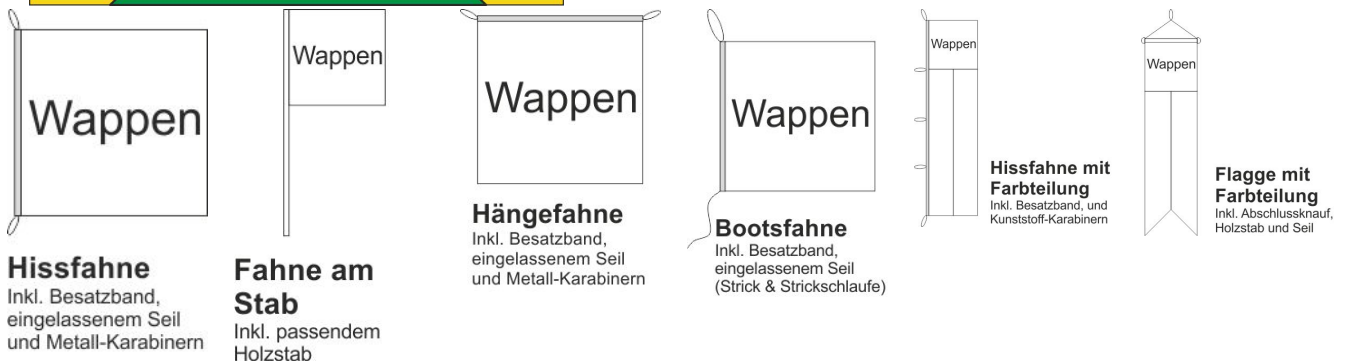 Wappen
Hissfahne
Inkl. Besatzband,
eingelassenem Seil
und Metall-Karabinern
Wappen
Fahne am
Stab
Inkl. passendem
Holzstab
Wappen
Hängefahne
Inkl. Besatzband,
eingelassenem Seil
und Metall-Karabinern
Wappen
Bootsfahne
Inkl. Besatzband,
eingelassenem Seil
(Strick & Strickschlaufe)
Wappen
Hissfahne mit
Farbteilung
Inkl. Besatzband, und
Kunststoff-Karabinern
Wappen
Flagge mit
Farbteilung
Inkl. Abschlussknauf,
Holzstab und Seil